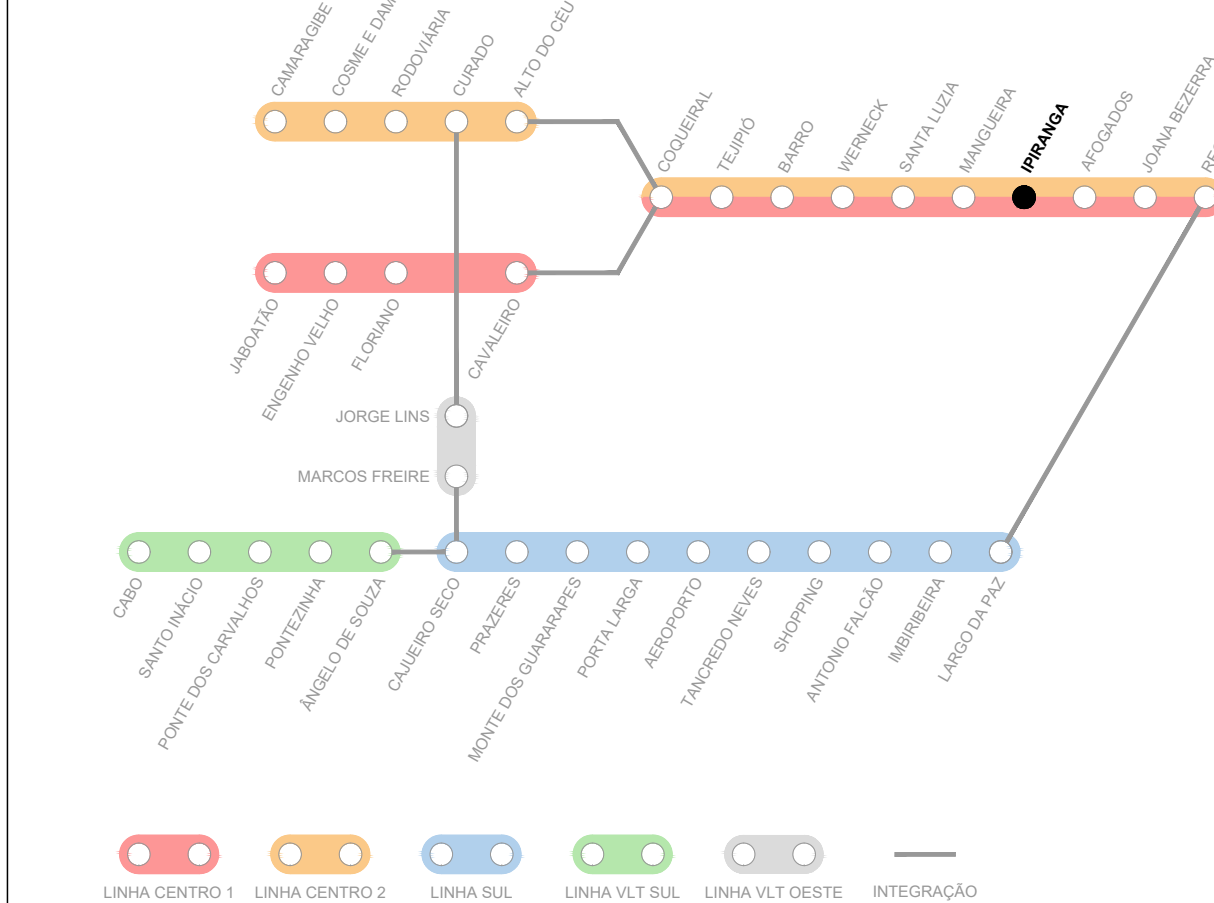 CAMARAGIBE
COSME E
RODOVIÁRIA
CURADO
ALTO DO CÉU
COQUEIRAL
TEJIPIÓ
BARRO
WERNECK
SANTA LUZIA
MANGUEIRA
IPIRANGA
AFOGADOS
JOANA BEZERRA
JABOATÃO
ENGENHO VELHO
FLORIANO
CAVALEIRO
JORGE LINS
MARCOS FREIRE
CABO
SANTO INÁCIO
PONTE DOS CARVALHOS
PONTEZINHA
ÂNGELO DE SOUZA
CAJUEIRO SECO
PRAZERES
MONTE DOS GUARARAPES
PORTA LARGA
AEROPORTO
TANCREDO NEVES
SHOPPING
ANTONIO FALCÃO
IMBIRIBEIRA
LARGO DA PAZ
LINHA CENTRO 1
LINHA CENTRO 2
LINHA SUL
LINHA VLT SUL
LINHA VLT OESTE
INTEGRAÇÃO